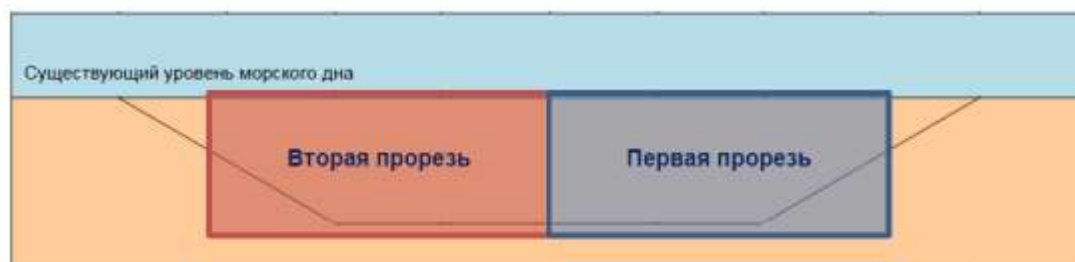 Существующий уровень морского дна
Вторая прорезь
Первая прорезь